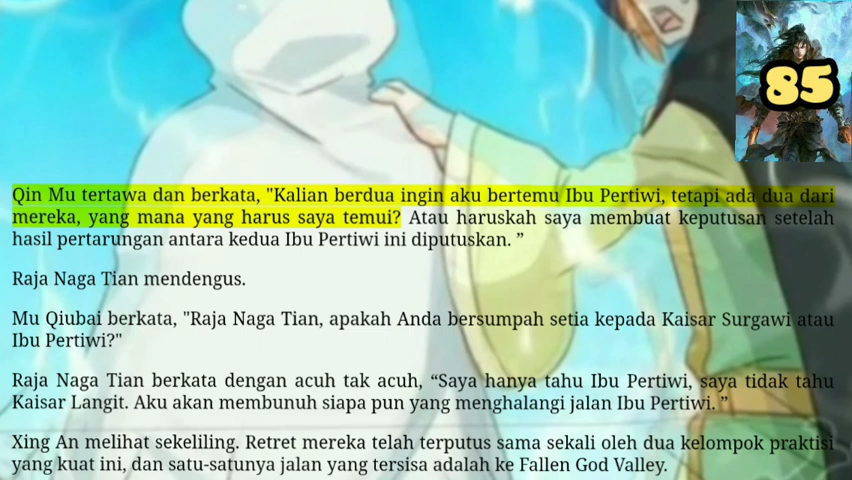 85
Qin Mu tertawa dan berkata, "Kalian berdua ingin aku bertemu Ibu Pertiwi, tetapi ada dua dari
mereka, yang mana yang harus saya temui? Atau haruskah saya membuat keputusan setelah
hasil pertarungan antara kedua Ibu Pertiwi ini diputuskan. ”
Raja Naga Tian mendengus.
Mu Qiubai berkata, "Raja Naga Tian, apakah Anda bersumpah setia kepada Kaisar Surgawi atau
Ibu Pertiwi?"
Raja Naga Tian berkata dengan acuh tak acuh, “Saya hanya tahu Ibu Pertiwi, saya tidak tahu
Kaisar Langit. Aku akan membunuh siapa pun yang menghalangi jalan Ibu Pertiwi. ”
Xing An melihat sekeliling. Retret mereka telah terputus sama sekali oleh dua kelompok praktisi
yang kuat ini, dan satu-satunya jalan yang tersisa adalah ke Fallen God Valley.